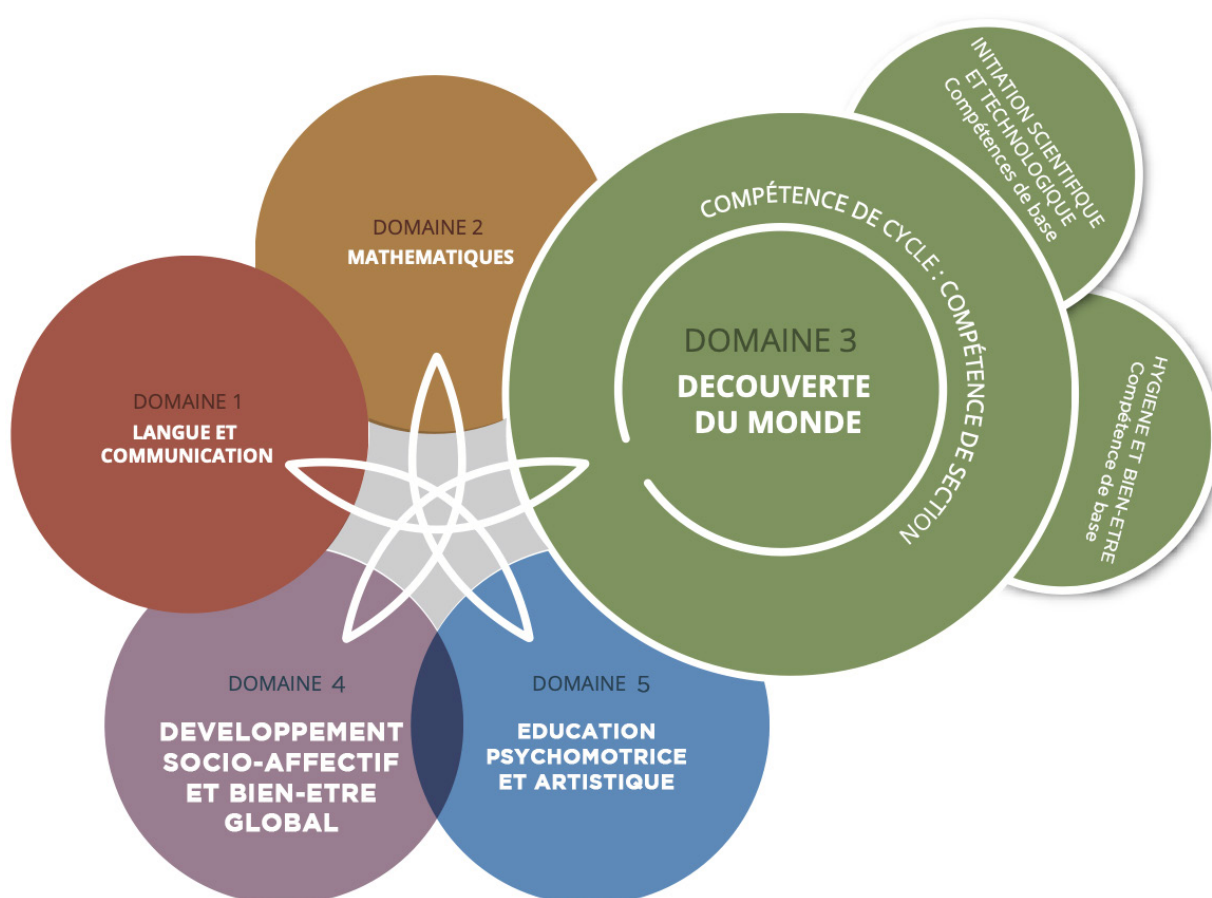 DOMAINE 1
LANGUE ET
COMMUNICATION
DOMAINE 2
MATHEMATIQUES
COMPÉTENCE DE CYCLE : COMPÉTENCE DE SECTION
DOMAINE 3
DECOUVERTE
DU MONDE
INITIATION SCIENTIFIQUE
ET TECHNOLOGIQUE
Compétences de base
HYGIENE ET BIEN-ETRE
Compétence de base
DOMAINE 4
DEVELOPPEMENT
SOCIO-AFFECTIF
ET BIEN-ETRE
GLOBAL
DOMAINE 5
EDUCATION
PSYCHOMOTRICE
ET ARTISTIQUE